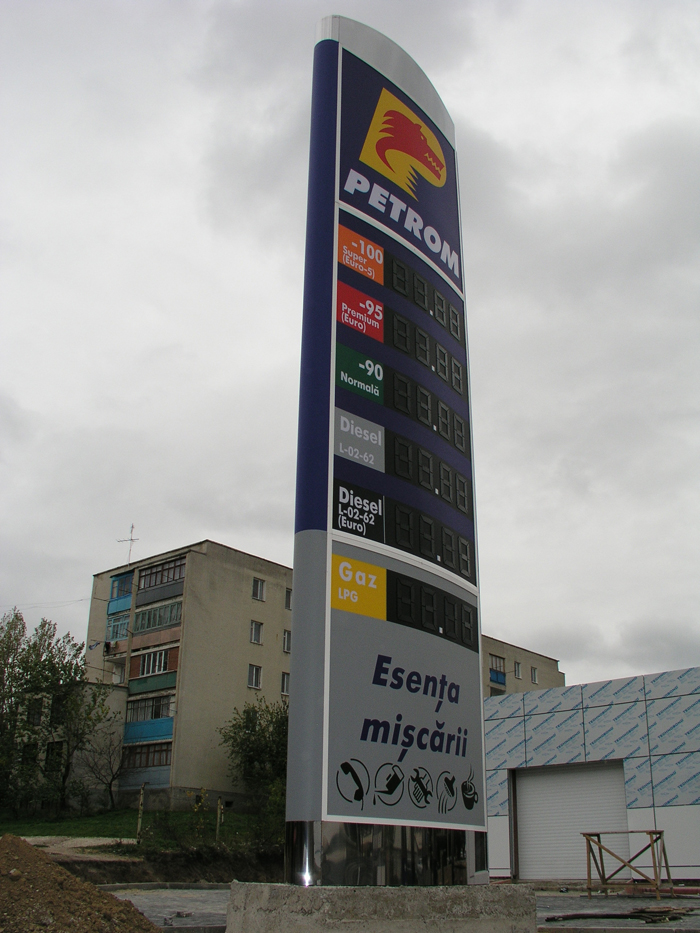 PETROM
-100
Super
(Euro-5)
-95
Premium
(Euro)
-90
Normală
Diesel
L-02-62
Diesel
L-02-62
(Euro)
Gaz
LPG
Esența
mișcării